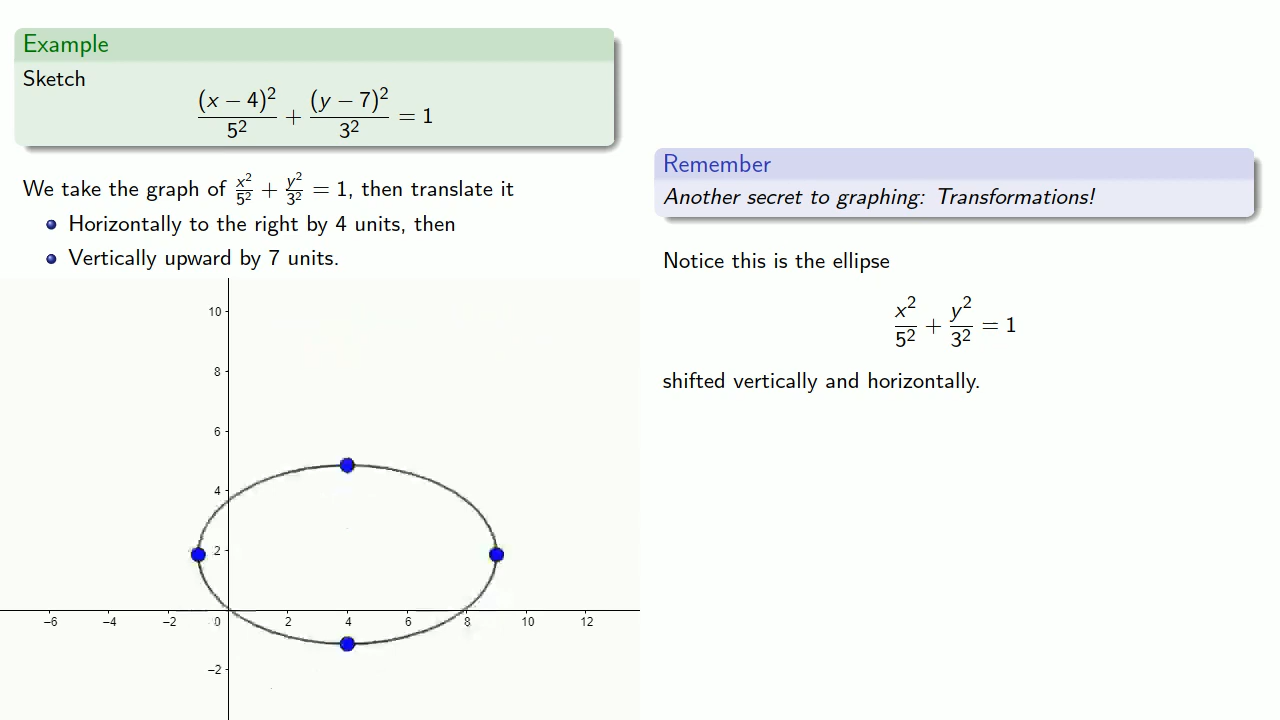 Example
Sketch
(x − 4)²/5² + (y − 7)²/3² = 1
We take the graph of x²/5² + y²/3² = 1, then translate it
Horizontally to the right by 4 units, then
Vertically upward by 7 units.
10
8
6
4
2
−6 −4 −2 0 2 4 6 8 10 12
−2
Remember
Another secret to graphing: Transformations!
Notice this is the ellipse
x²/5² + y²/3² = 1
shifted vertically and horizontally.